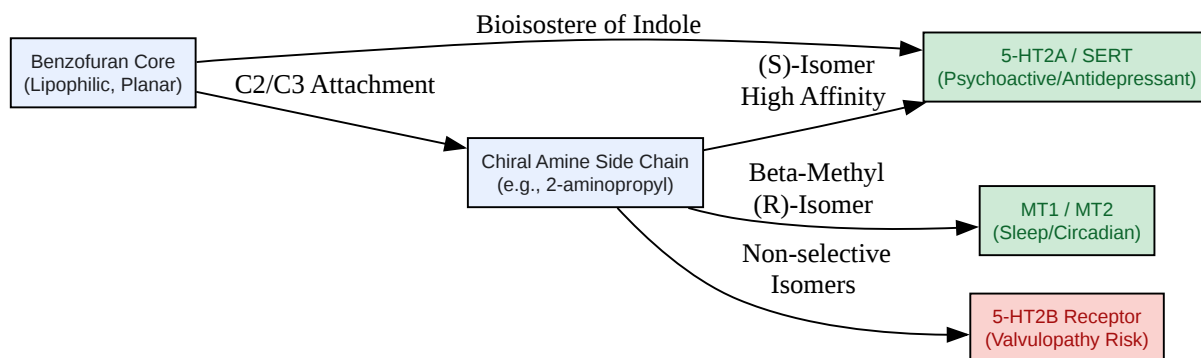 Bioisostere of Indole
Benzofuran Core
(Lipophilic, Planar)
C2/C3 Attachment
(S)-Isomer
High Affinity
5-HT2A / SERT
(Psychoactive/Antidepressant)
Chiral Amine Side Chain
(e.g., 2-aminopropyl)
Beta-Methyl
(R)-Isomer
MT1 / MT2
(Sleep/Circadian)
Non-selective
Isomers
5-HT2B Receptor
(Valvulopathy Risk)